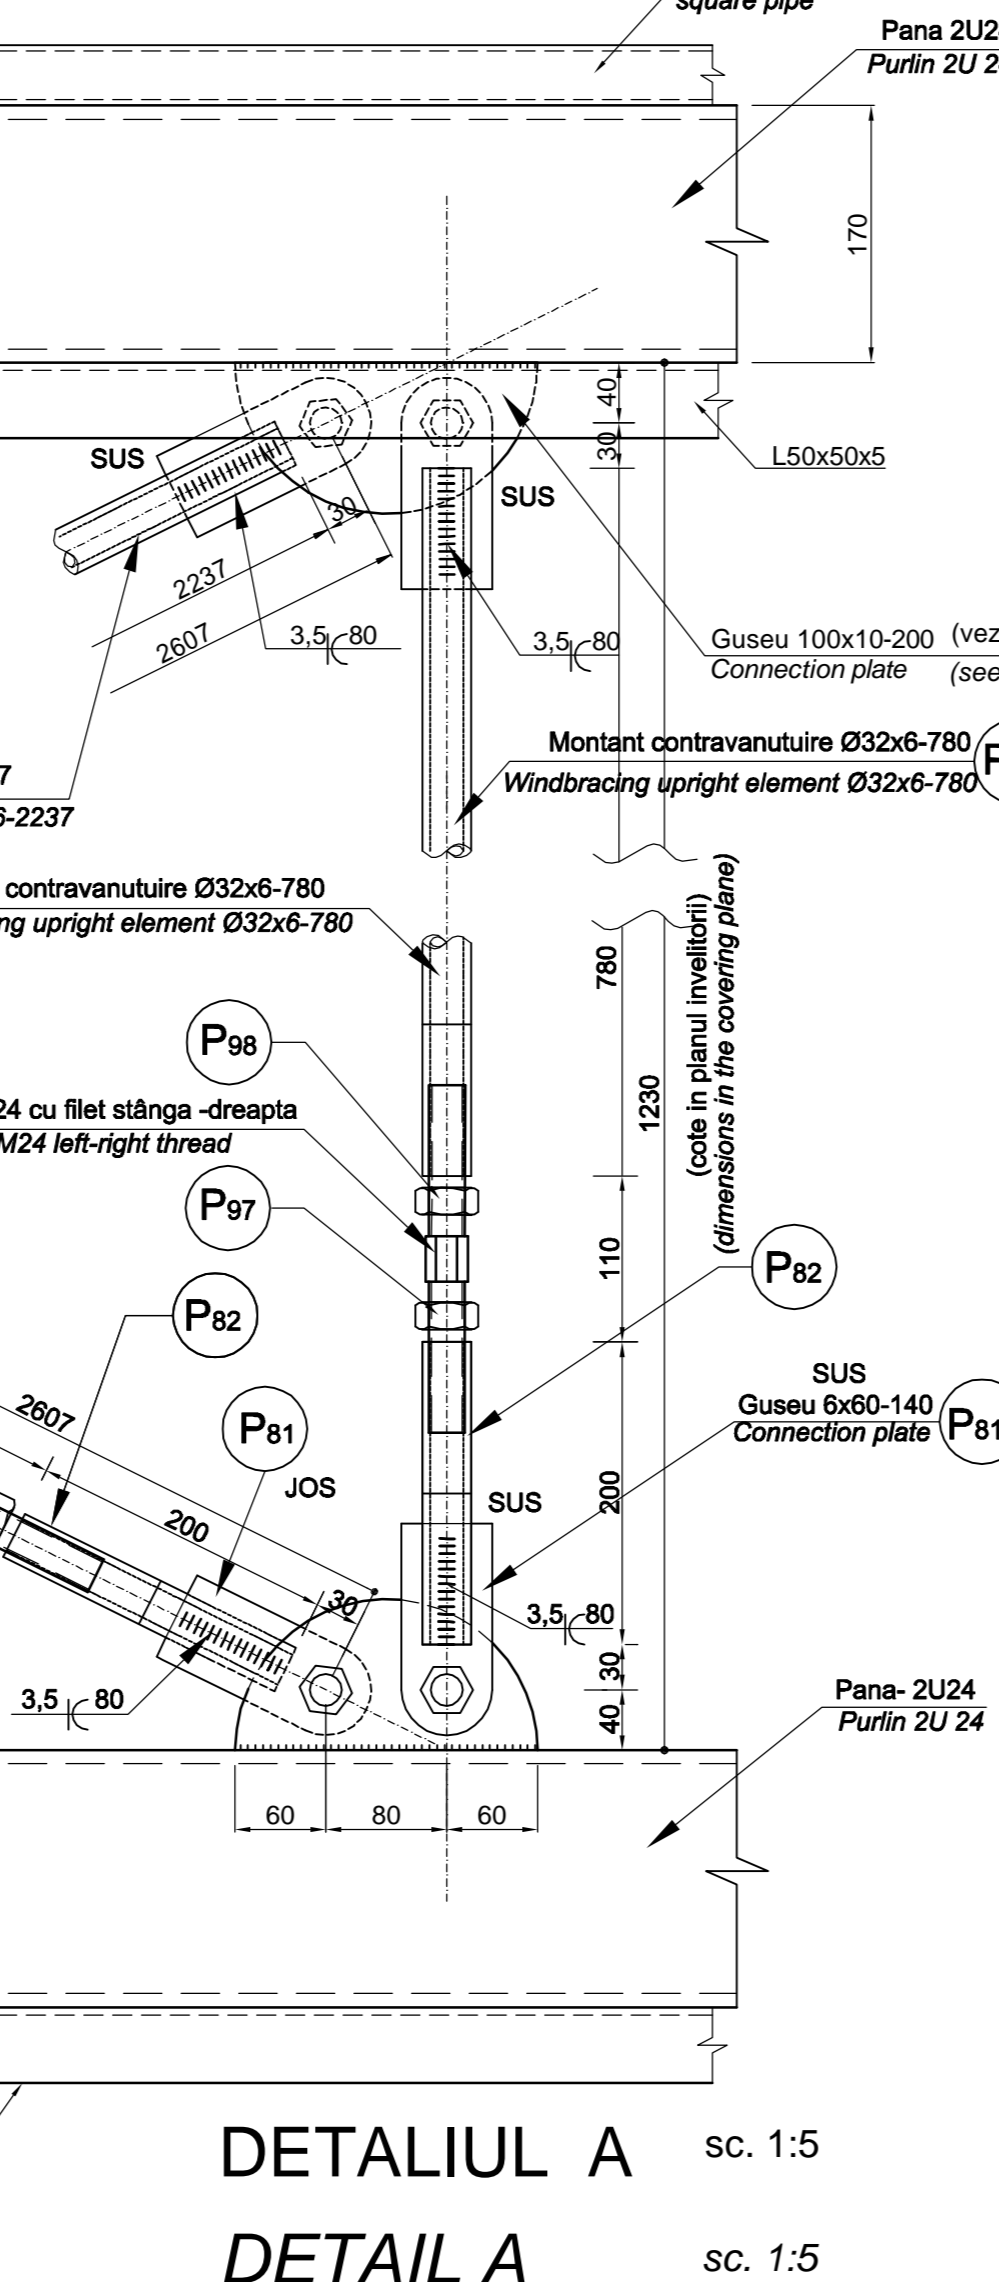 square pipe
Pana 2U2
Purlin 2U 2
170
40
30
L50x50x5
SUS
SUS
30
2237
2607
3,5 80
3,5 80
Guseu 100x10-200 (vez
Connection plate (see
Montant contravanutuire Ø32x6-780
Windbracing upright element Ø32x6-780
P
7
6-2237
contravanutuire Ø32x6-780
ng upright element Ø32x6-780
780
(cote in planul invelitorii)
(dimensions in the covering plane)
1230
P98
24 cu filet stânga -dreapta
M24 left-right thread
P97
110
P82
P82
SUS
Guseu 6x60-140
Connection plate
P81
2607
P81
JOS
200
SUS
200
30
3,5 80
30
3,5 80
40
Pana- 2U24
Purlin 2U 24
60
80
60
DETALIUL A sc. 1:5
DETAIL A sc. 1:5